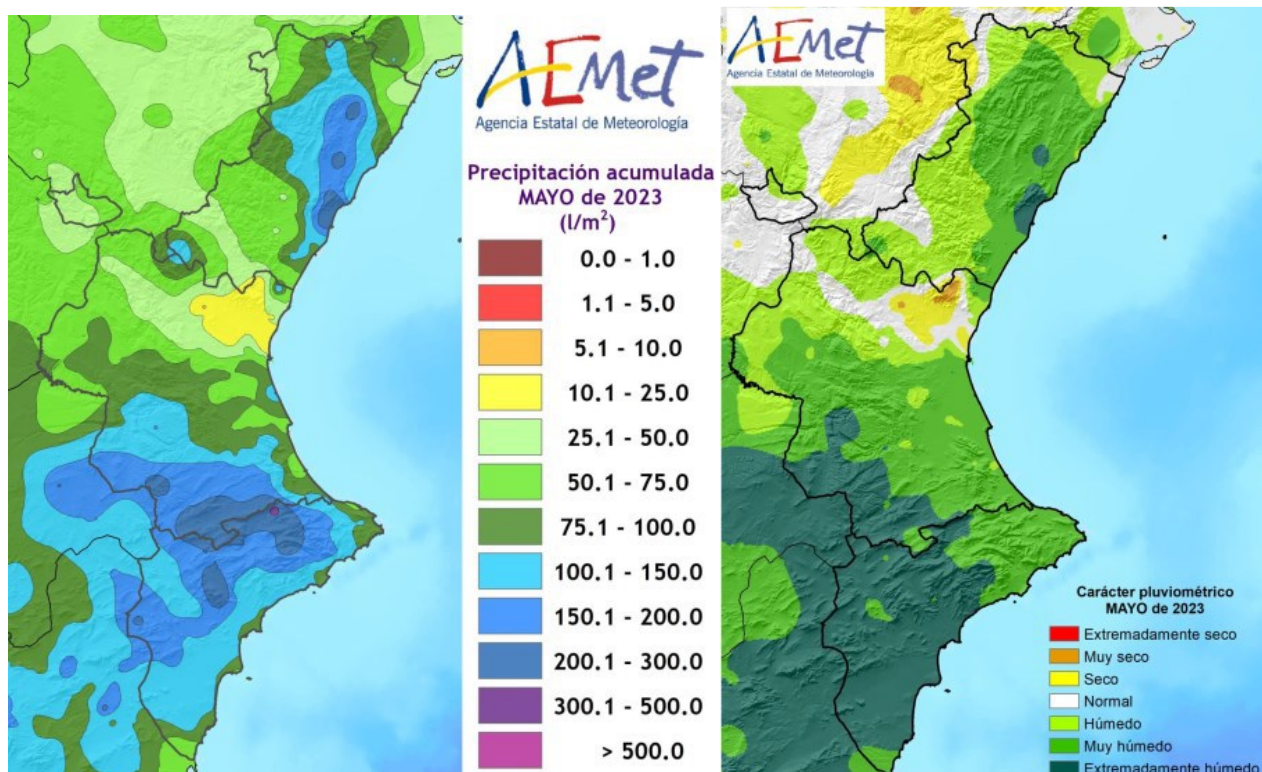 AEmet
Agencia Estatal de Meteorología
Precipitación acumulada
MAYO de 2023
(l/m²)
0.0 - 1.0
1.1 - 5.0
5.1 - 10.0
10.1 - 25.0
25.1 - 50.0
50.1 - 75.0
75.1 - 100.0
100.1 - 150.0
150.1 - 200.0
200.1 - 300.0
300.1 - 500.0
> 500.0
AEmet
Agencia Estatal de Meteorología
Carácter pluviométrico
MAYO de 2023
Extremadamente seco
Muy seco
Seco
Normal
Húmedo
Muy húmedo
Extremadamente húmedo